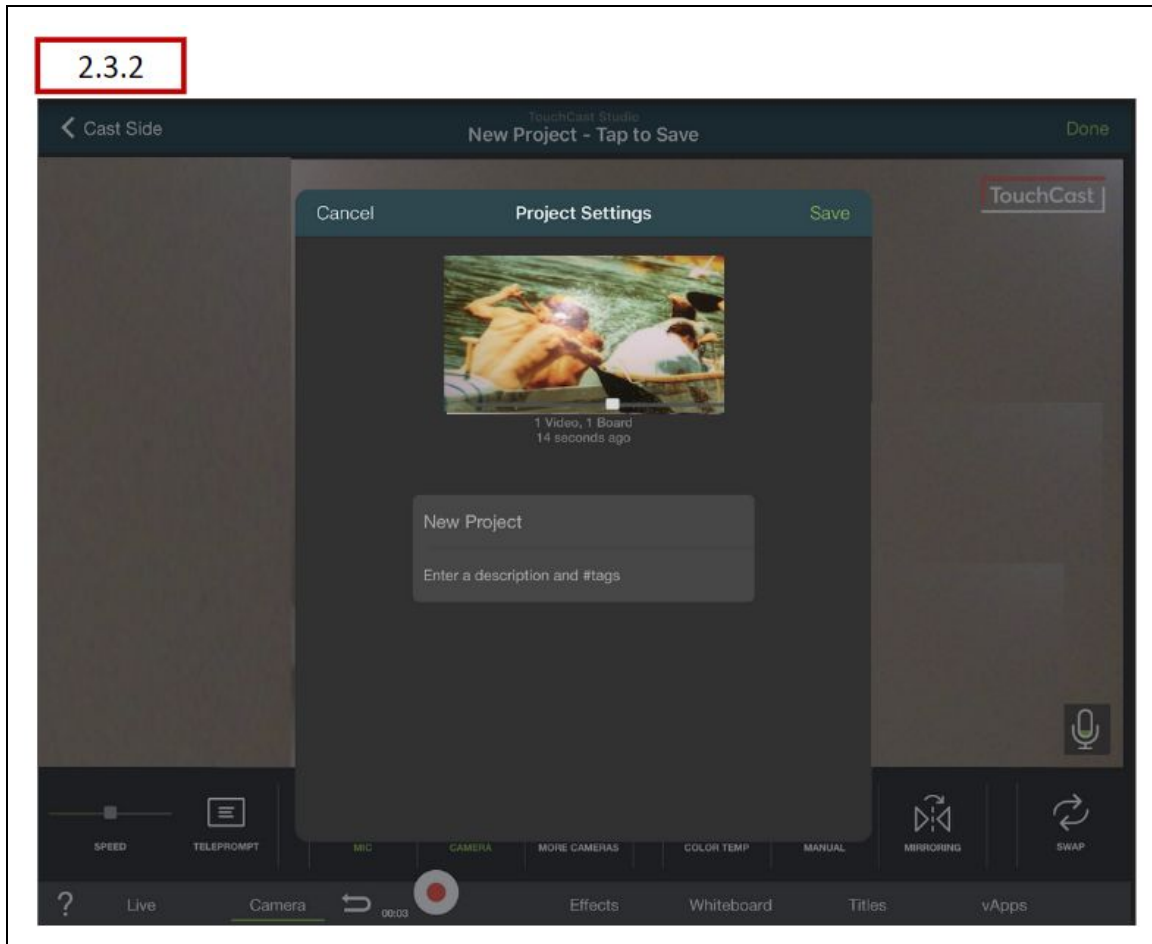 2.3.2
Cast Side
TouchCast Studio
New Project - Tap to Save
Done
TouchCast
Cancel
Project Settings
Save
1 Video, 1 Board
14 seconds ago
New Project
Enter a description and #tags
SPEED
TELEPROMPT
MIC
CAMERA
MORE CAMERAS
COLOR TEMP
MANUAL
MIRRORING
SWAP
? Live Camera 00:03 Effects Whiteboard Titles vApps